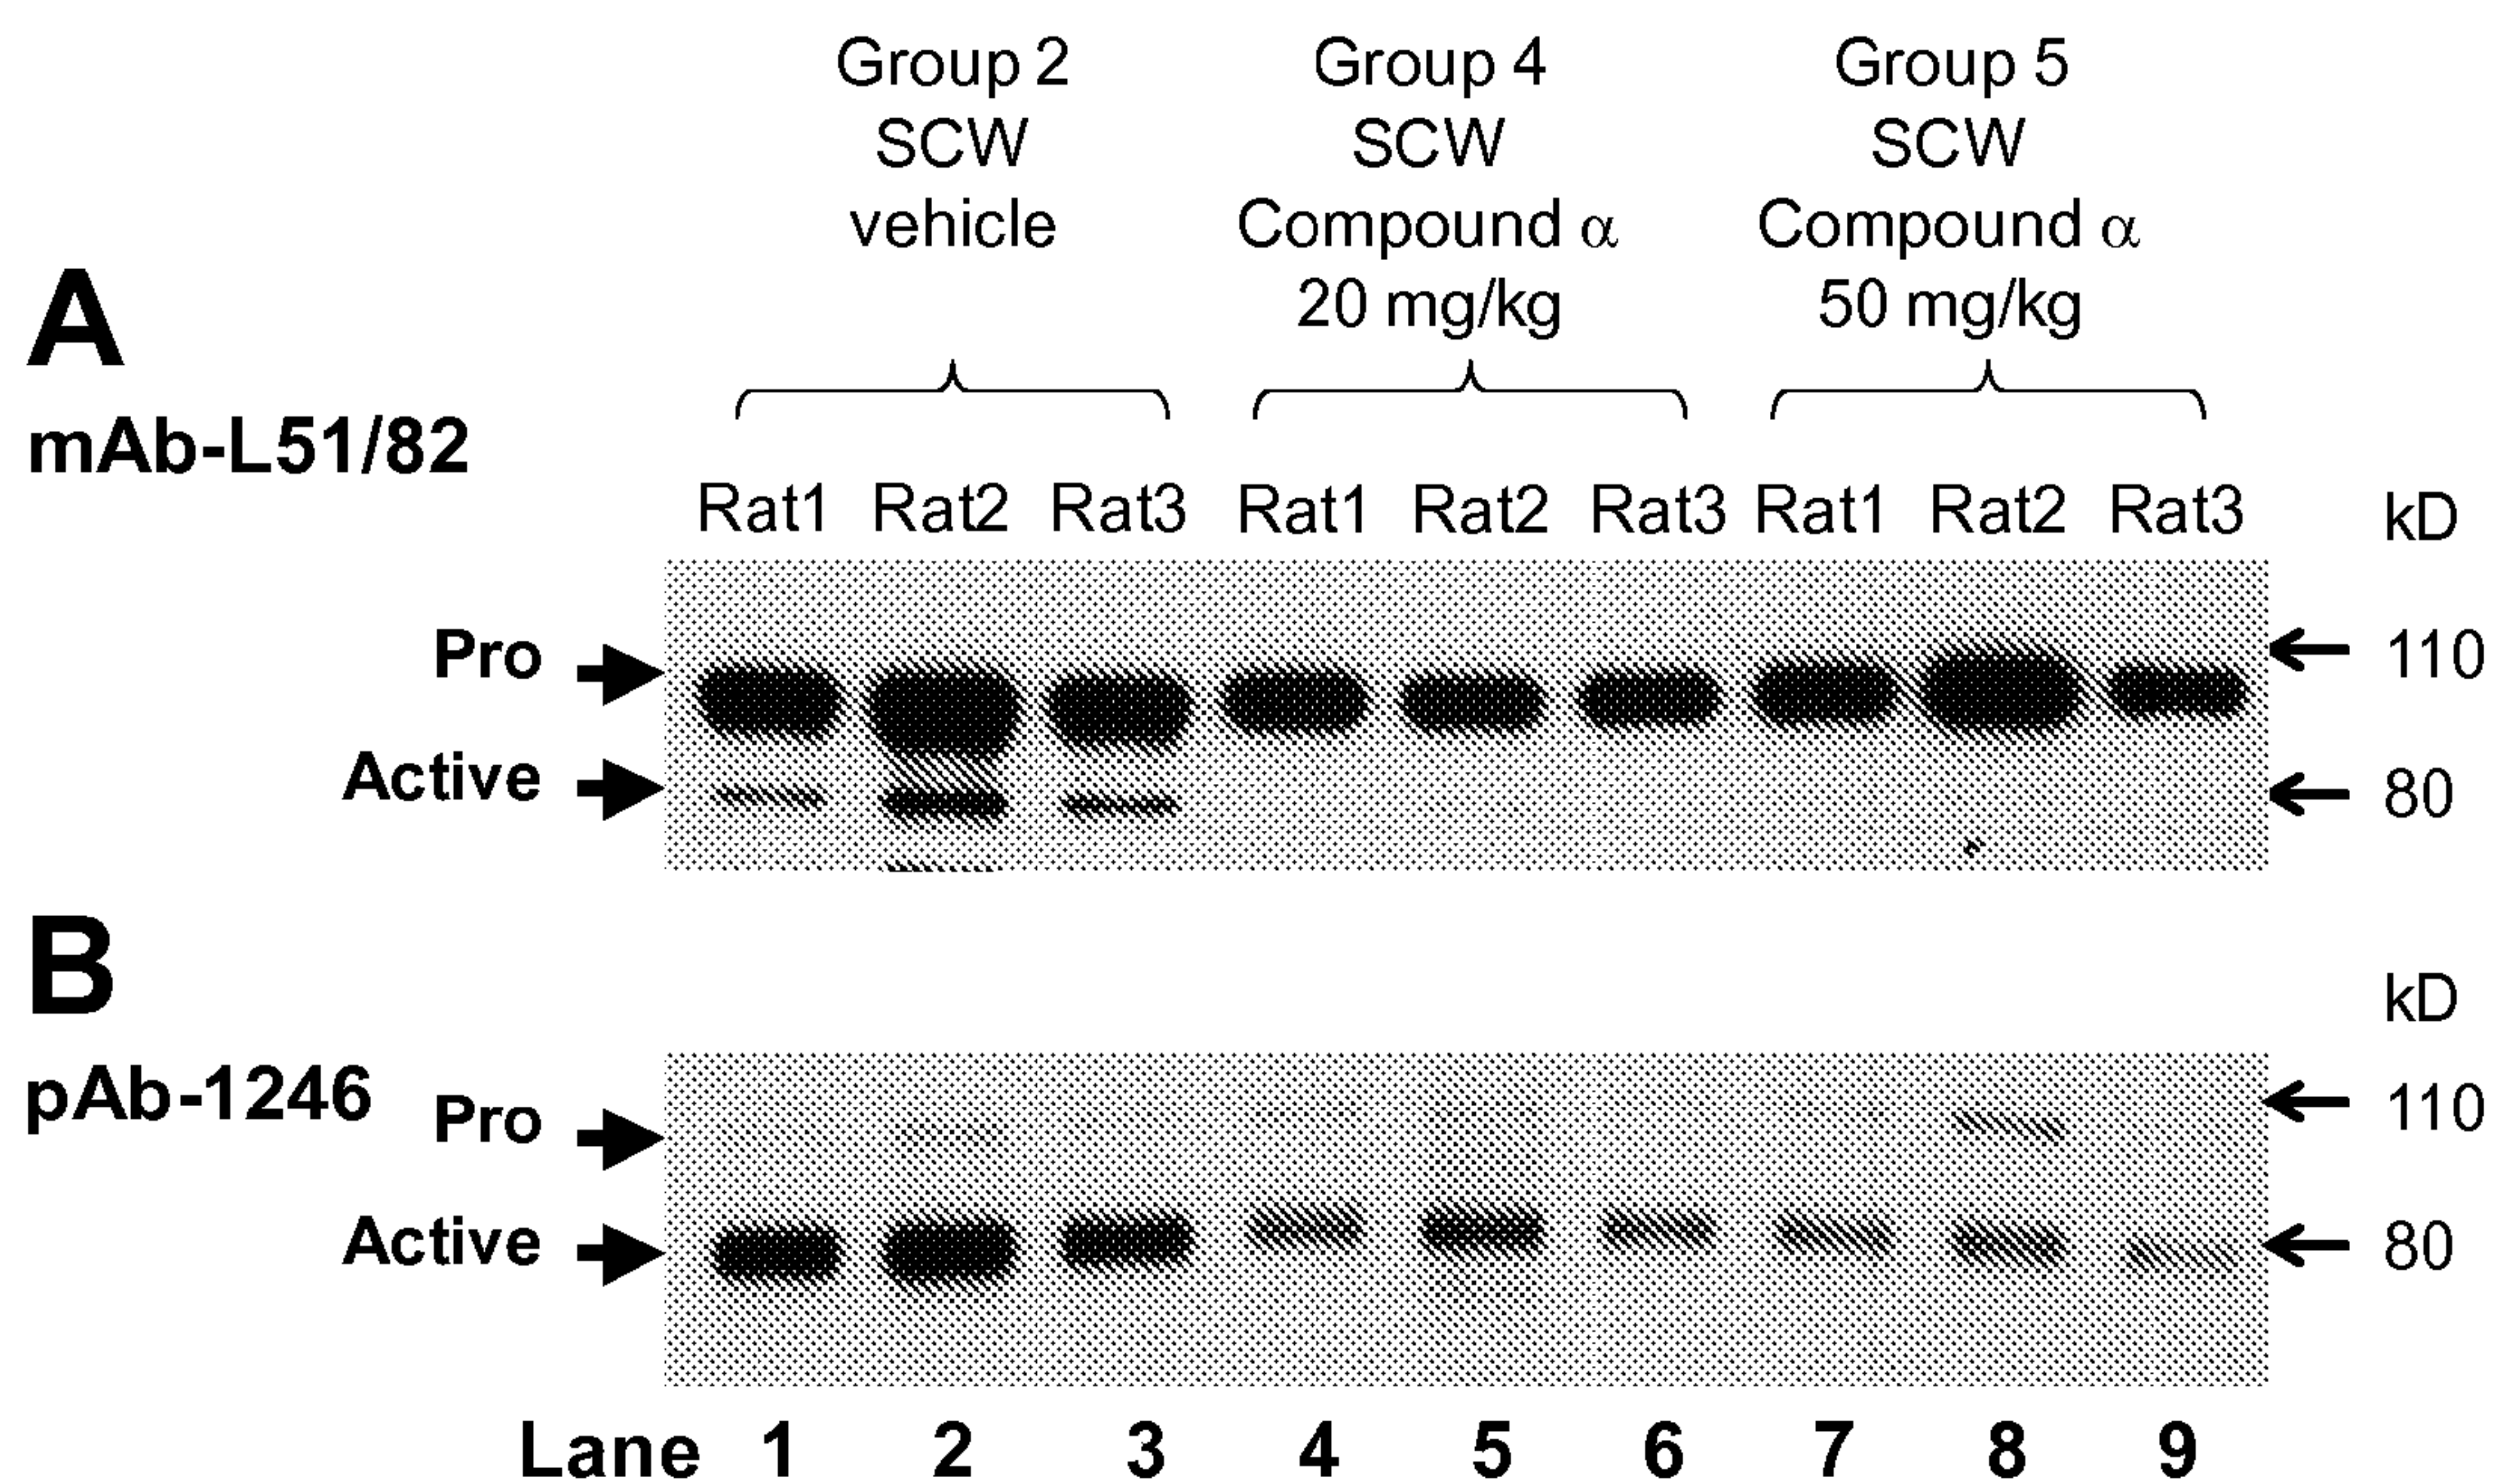 Group 2 Group 4 Group 5
SCW SCW SCW
vehicle Compound α Compound α
20 mg/kg 50 mg/kg
A
mAb-L51/82
Rat1 Rat2 Rat3 Rat1 Rat2 Rat3 Rat1 Rat2 Rat3 kD
Pro 110
Active 80
B
kD
pAb-1246
Pro 110
Active 80
Lane 1 2 3 4 5 6 7 8 9